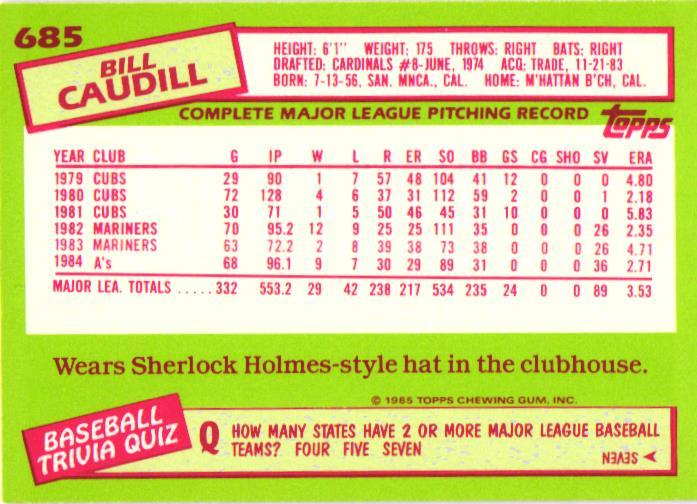 685
BILL
CAUDILL
HEIGHT: 6'1" WEIGHT: 175 THROWS: RIGHT BATS: RIGHT
DRAFTED: CARDINALS #8-JUNE, 1974 ACQ: TRADE, 11-21-83
BORN: 7-13-56, SAN. MNCA., CAL. HOME: M'HATTAN B'CH, CAL.
COMPLETE MAJOR LEAGUE PITCHING RECORD
topps
YEAR CLUB G IP W L R ER SO BB GS CG SHO SV ERA
1979 CUBS 29 90 1 7 57 48 104 41 12 0 0 0 4.80
1980 CUBS 72 128 4 6 37 31 112 59 2 0 0 1 2.18
1981 CUBS 30 71 1 5 50 46 45 31 10 0 0 0 5.83
1982 MARINERS 70 95.2 12 9 25 25 111 35 0 0 0 26 2.35
1983 MARINERS 63 72.2 2 8 39 38 73 38 0 0 0 26 4.71
1984 A's 68 96.1 9 7 30 29 89 31 0 0 0 36 2.71
MAJOR LEA. TOTALS ..... 332 553.2 29 42 238 217 534 235 24 0 0 89 3.53
Wears Sherlock Holmes-style hat in the clubhouse.
© 1985 TOPPS CHEWING GUM, INC.
BASEBALL
TRIVIA QUIZ
Q HOW MANY STATES HAVE 2 OR MORE MAJOR LEAGUE BASEBALL
TEAMS? FOUR FIVE SEVEN
SEVEN